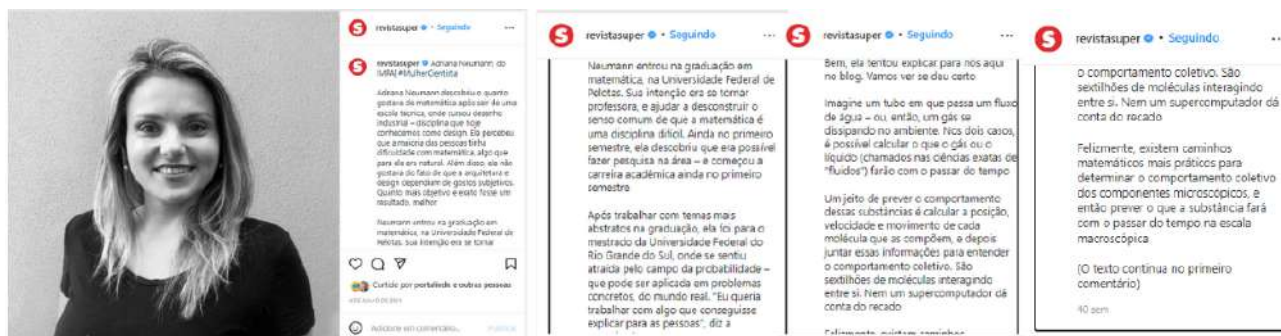 revistasuper • Seguindo
revistasuper Adriana Neumann, do
IMPA| #MulherCientista
Adriana Neumann descobriu o quanto
gostava de matemática após sair de uma
escola técnica, onde cursou desenho
industrial – disciplina que hoje
conhecemos como design. Ela percebeu
que a maioria das pessoas tinha
dificuldade com matemática, algo que
para ela era natural. Além disso, ela não
gostava do fato de que a arquitetura e
design dependiam de gostos subjetivos.
Quanto mais objetivo e exato fosse um
resultado, melhor
Neumann entrou na graduação em
matemática, na Universidade Federal de
Pelotas. Sua intenção era se tornar
Curtido por portalindo e outras pessoas
Adicione um comentário...
Publicar
revistasuper • Seguindo
Neumann entrou na graduação em
matemática, na Universidade Federal de
Pelotas. Sua intenção era se tornar
professora, e ajudar a desconstruir o
senso comum de que a matemática é
uma disciplina difícil. Ainda no primeiro
semestre, ela descobriu que era possível
fazer pesquisa na área – e começou a
carreira acadêmica ainda no primeiro
semestre
Após trabalhar com temas mais
abstratos na graduação, ela foi para o
mestrado da Universidade Federal do
Rio Grande do Sul, onde se sentiu
atraída pelo campo da probabilidade –
que pode ser aplicada em problemas
concretos, do mundo real. "Eu queria
trabalhar com algo que conseguisse
explicar para as pessoas", diz a
revistasuper • Seguindo
Bem, ela tentou explicar para nós aqui
no blog. Vamos ver se deu certo
Imagine um tubo em que passa um fluxo
de água – ou, então, um gás se
dissipando no ambiente. Nos dois casos,
é possível calcular o que o gás ou o
líquido (chamados nas ciências exatas de
"fluidos") farão com o passar do tempo
Um jeito de prever o comportamento
dessas substâncias é calcular a posição,
velocidade e movimento de cada
molécula que as compõem, e depois
juntar essas informações para entender
o comportamento coletivo. São
sextilhões de moléculas interagindo
entre si. Nem um supercomputador dá
conta do recado
Felizmente, existem caminhos
revistasuper • Seguindo
o comportamento coletivo. São
sextilhões de moléculas interagindo
entre si. Nem um supercomputador dá
conta do recado
Felizmente, existem caminhos
matemáticos mais práticos para
determinar o comportamento coletivo
dos componentes microscópicos, e
então prever o que a substância fará
com o passar do tempo na escala
macroscópica
(O texto continua no primeiro
comentário)
40 sem